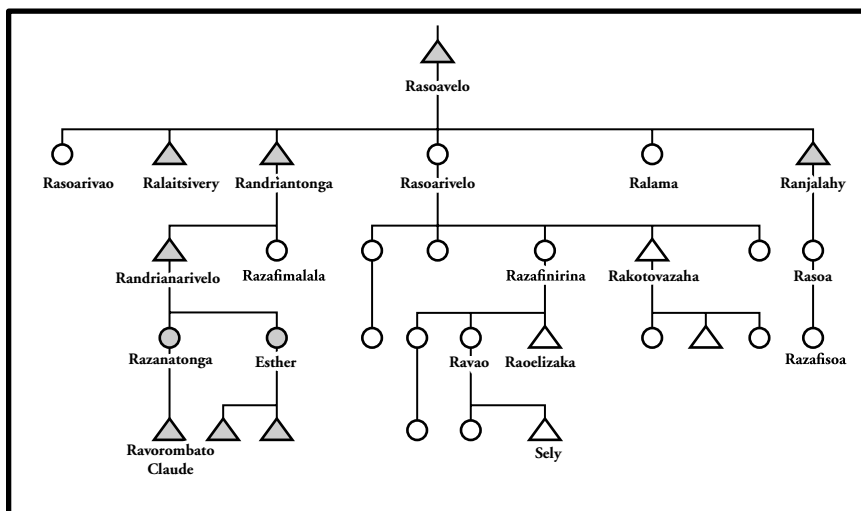 Rasoavelo
Rasoarivao
Ralaitsivery
Randriantonga
Rasoarivelo
Ralama
Ranjalahy
Randrianarivelo
Razafimalala
Razafinirina
Rakotovazaha
Rasoa
Razanatonga
Esther
Ravao
Raoelizaka
Razafisoa
Ravorombato
Claude
Sely